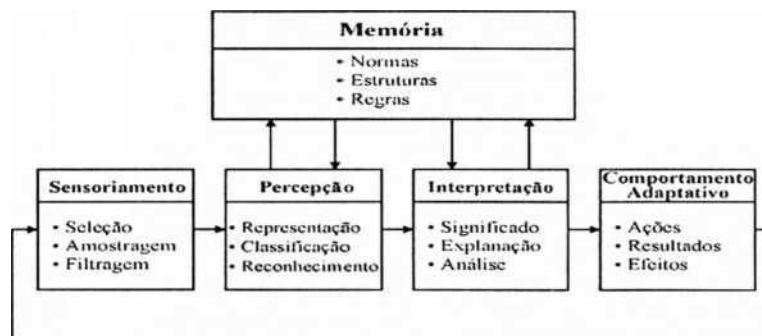 Memória
• Normas
• Estruturas
• Regras
Sensoriamento
• Seleção
• Amostragem
• Filtragem
Percepção
• Representação
• Classificação
• Reconhecimento
Interpretação
• Significado
• Explanação
• Análise
Comportamento
Adaptativo
• Ações
• Resultados
• Efeitos